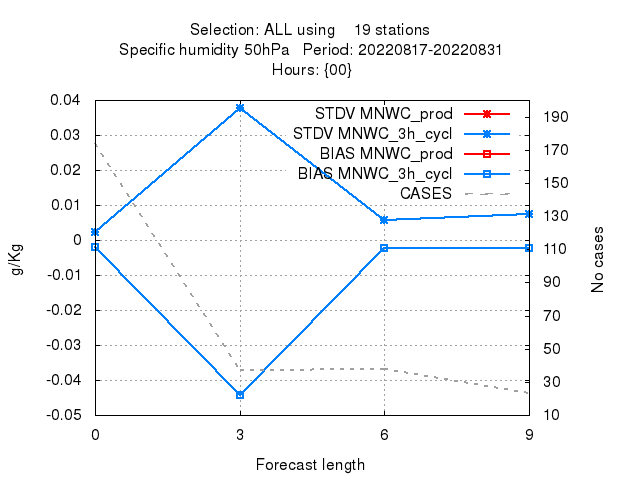 Selection: ALL using    19 stations
Specific humidity 50hPa   Period: 20220817-20220831
Hours: {00}
STDV MNWC_prod
STDV MNWC_3h_cycl
BIAS MNWC_prod
BIAS MNWC_3h_cycl
CASES
0.04
0.03
0.02
0.01
0
-0.01
-0.02
-0.03
-0.04
-0.05
g/Kg
190
170
150
130
110
90
70
50
30
10
No cases
0 3 6 9
Forecast length